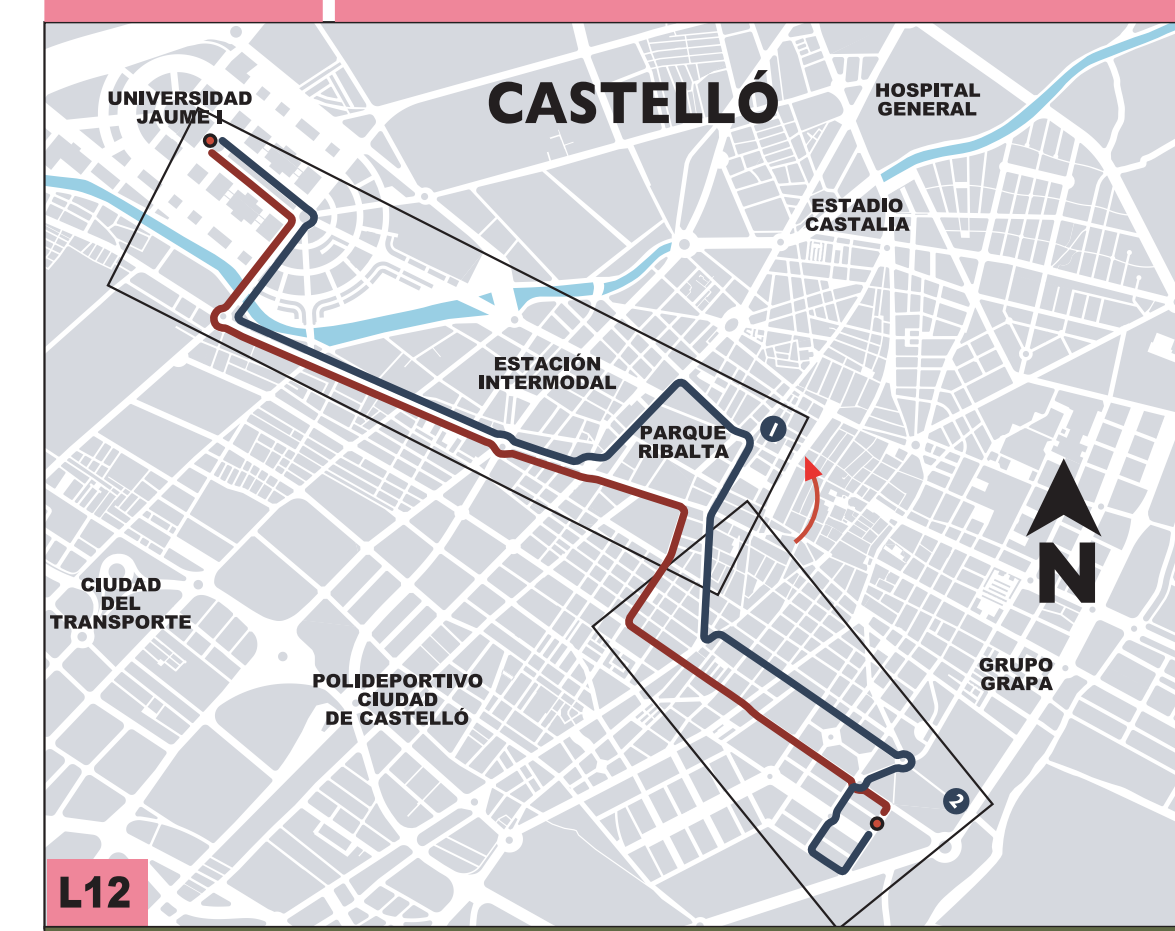 CASTELLÓ
UNIVERSIDAD
JAUME I
HOSPITAL
GENERAL
ESTADIO
CASTALIA
ESTACIÓN
INTERMODAL
PARQUE
RIBALTA
1
N
CIUDAD
DEL
TRANSPORTE
POLIDEPORTIVO
CIUDAD
DE CASTELLÓ
GRUPO
GRAPA
2
L12